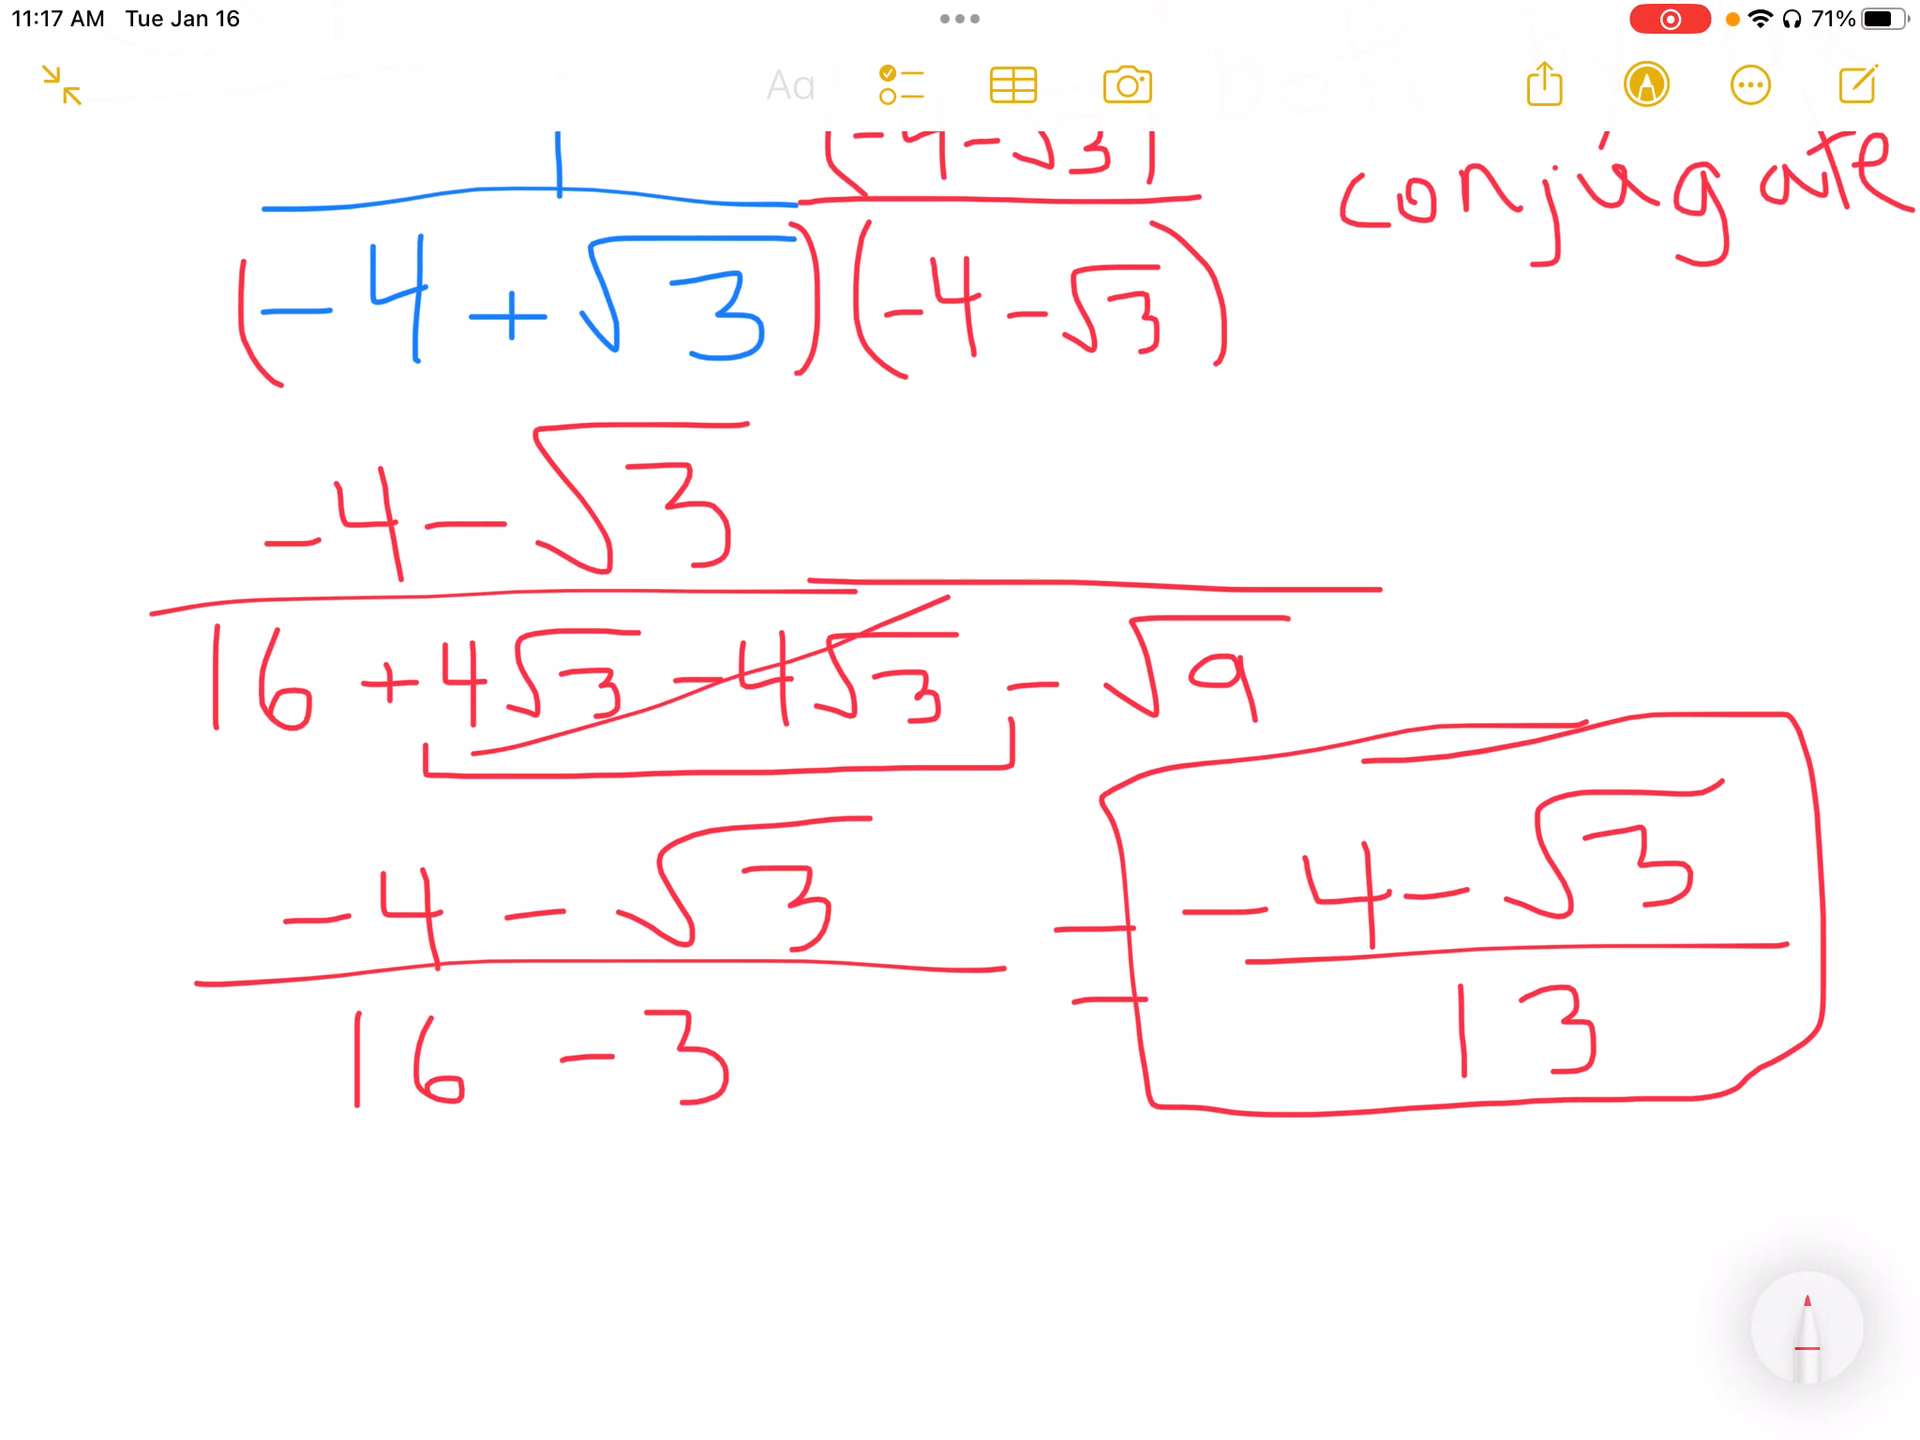 11:17 AM Tue Jan 16
71%
Aa
1 (-4-√3) conjugate
(-4+√3)(-4-√3)
-4-√3
16+4√3-4√3-√9
-4-√3 = -4-√3
16-3 13